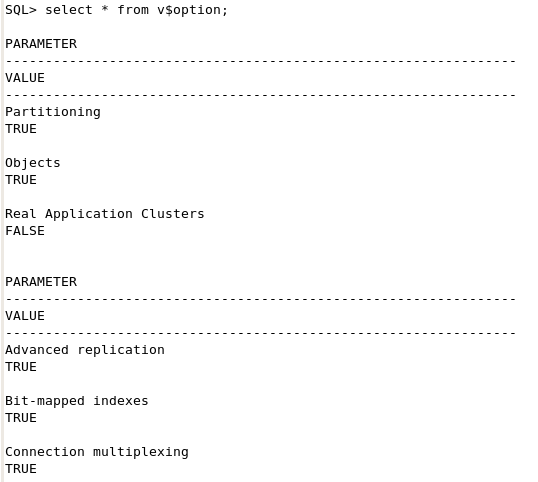 SQL> select * from v$option;
PARAMETER
----------------------------------------------------------------
VALUE
----------------------------------------------------------------
Partitioning
TRUE
Objects
TRUE
Real Application Clusters
FALSE
PARAMETER
----------------------------------------------------------------
VALUE
----------------------------------------------------------------
Advanced replication
TRUE
Bit-mapped indexes
TRUE
Connection multiplexing
TRUE